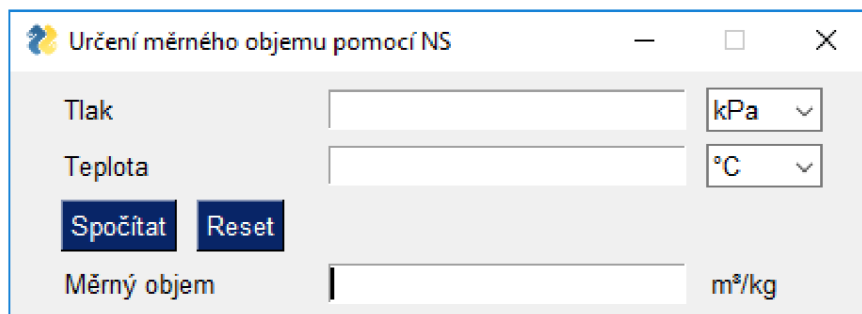 Určení měrného objemu pomocí NS
Tlak kPa
Teplota °C
Spočítat Reset
Měrný objem m³/kg